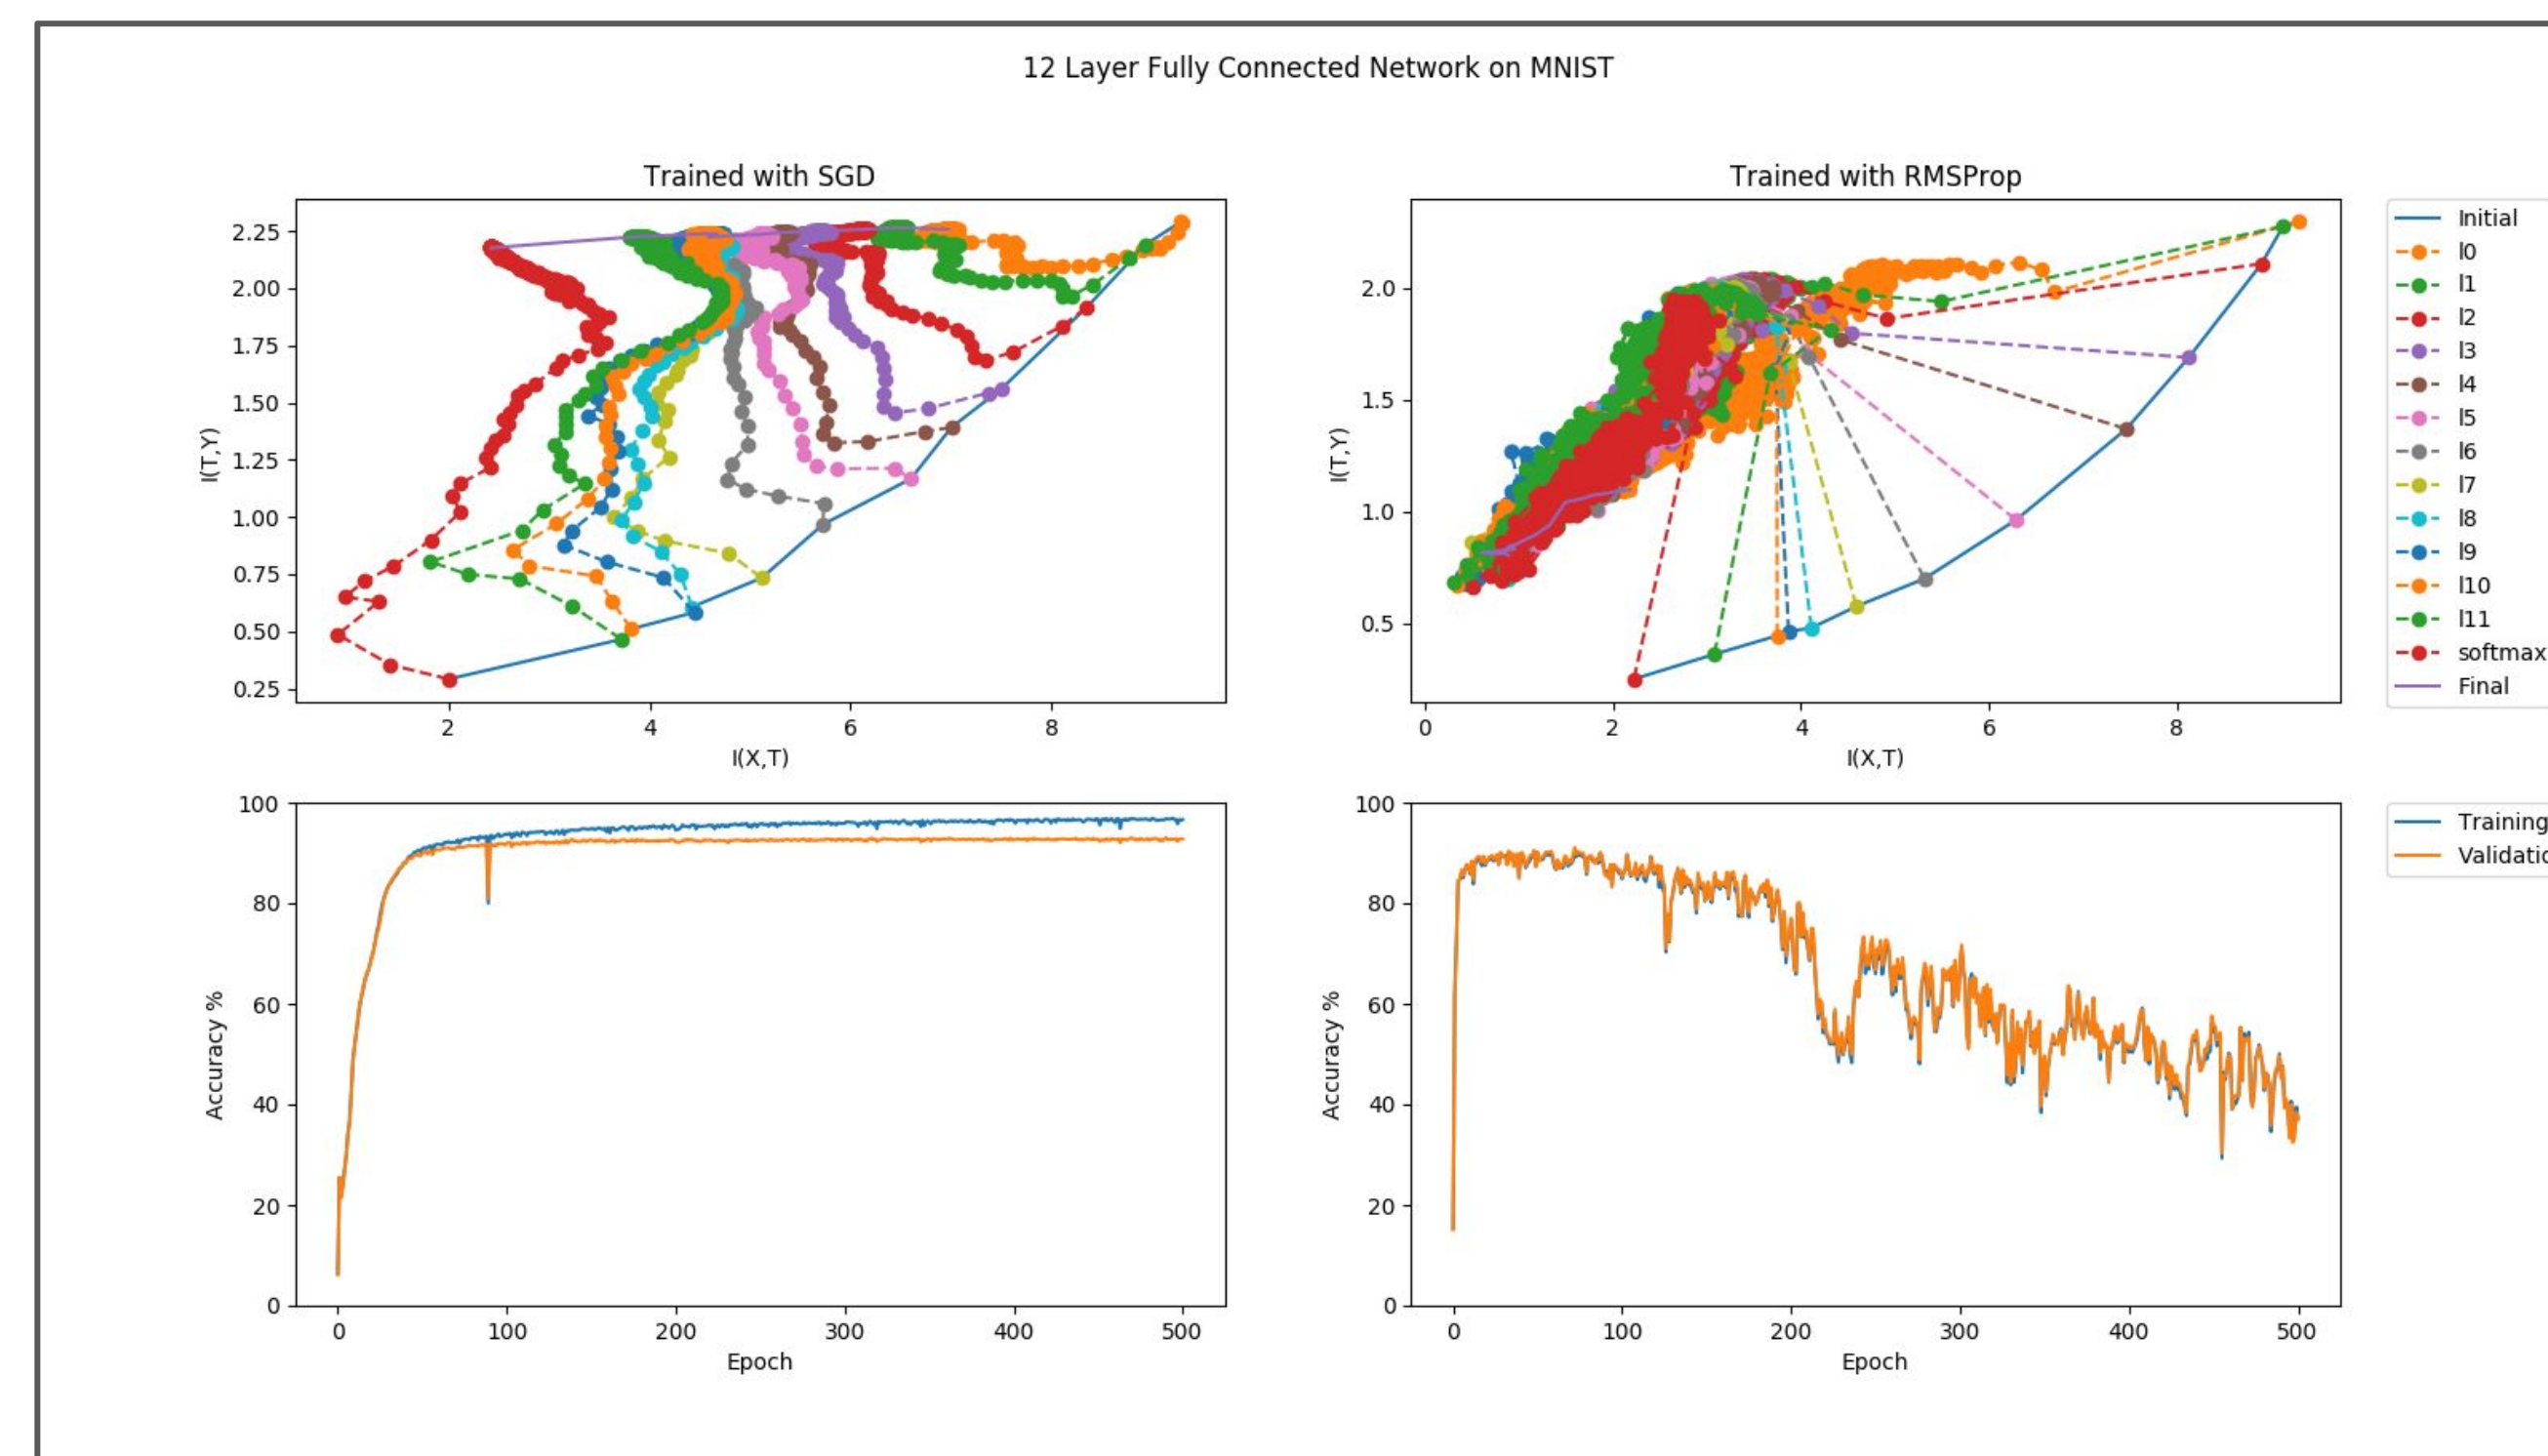 12 Layer Fully Connected Network on MNIST
Trained with SGD
2.25
2.00
1.75
1.50
1.25
1.00
0.75
0.50
0.25
I(T,Y)
2 4 6 8
I(X,T)
Trained with RMSProp
2.0
1.5
1.0
0.5
I(T,Y)
0 2 4 6 8
I(X,T)
Initial
l0
l1
l2
l3
l4
l5
l6
l7
l8
l9
l10
l11
softmax
Final
100
80
60
40
20
0
Accuracy %
0 100 200 300 400 500
Epoch
100
80
60
40
20
0
Accuracy %
0 100 200 300 400 500
Epoch
Training
Validatio